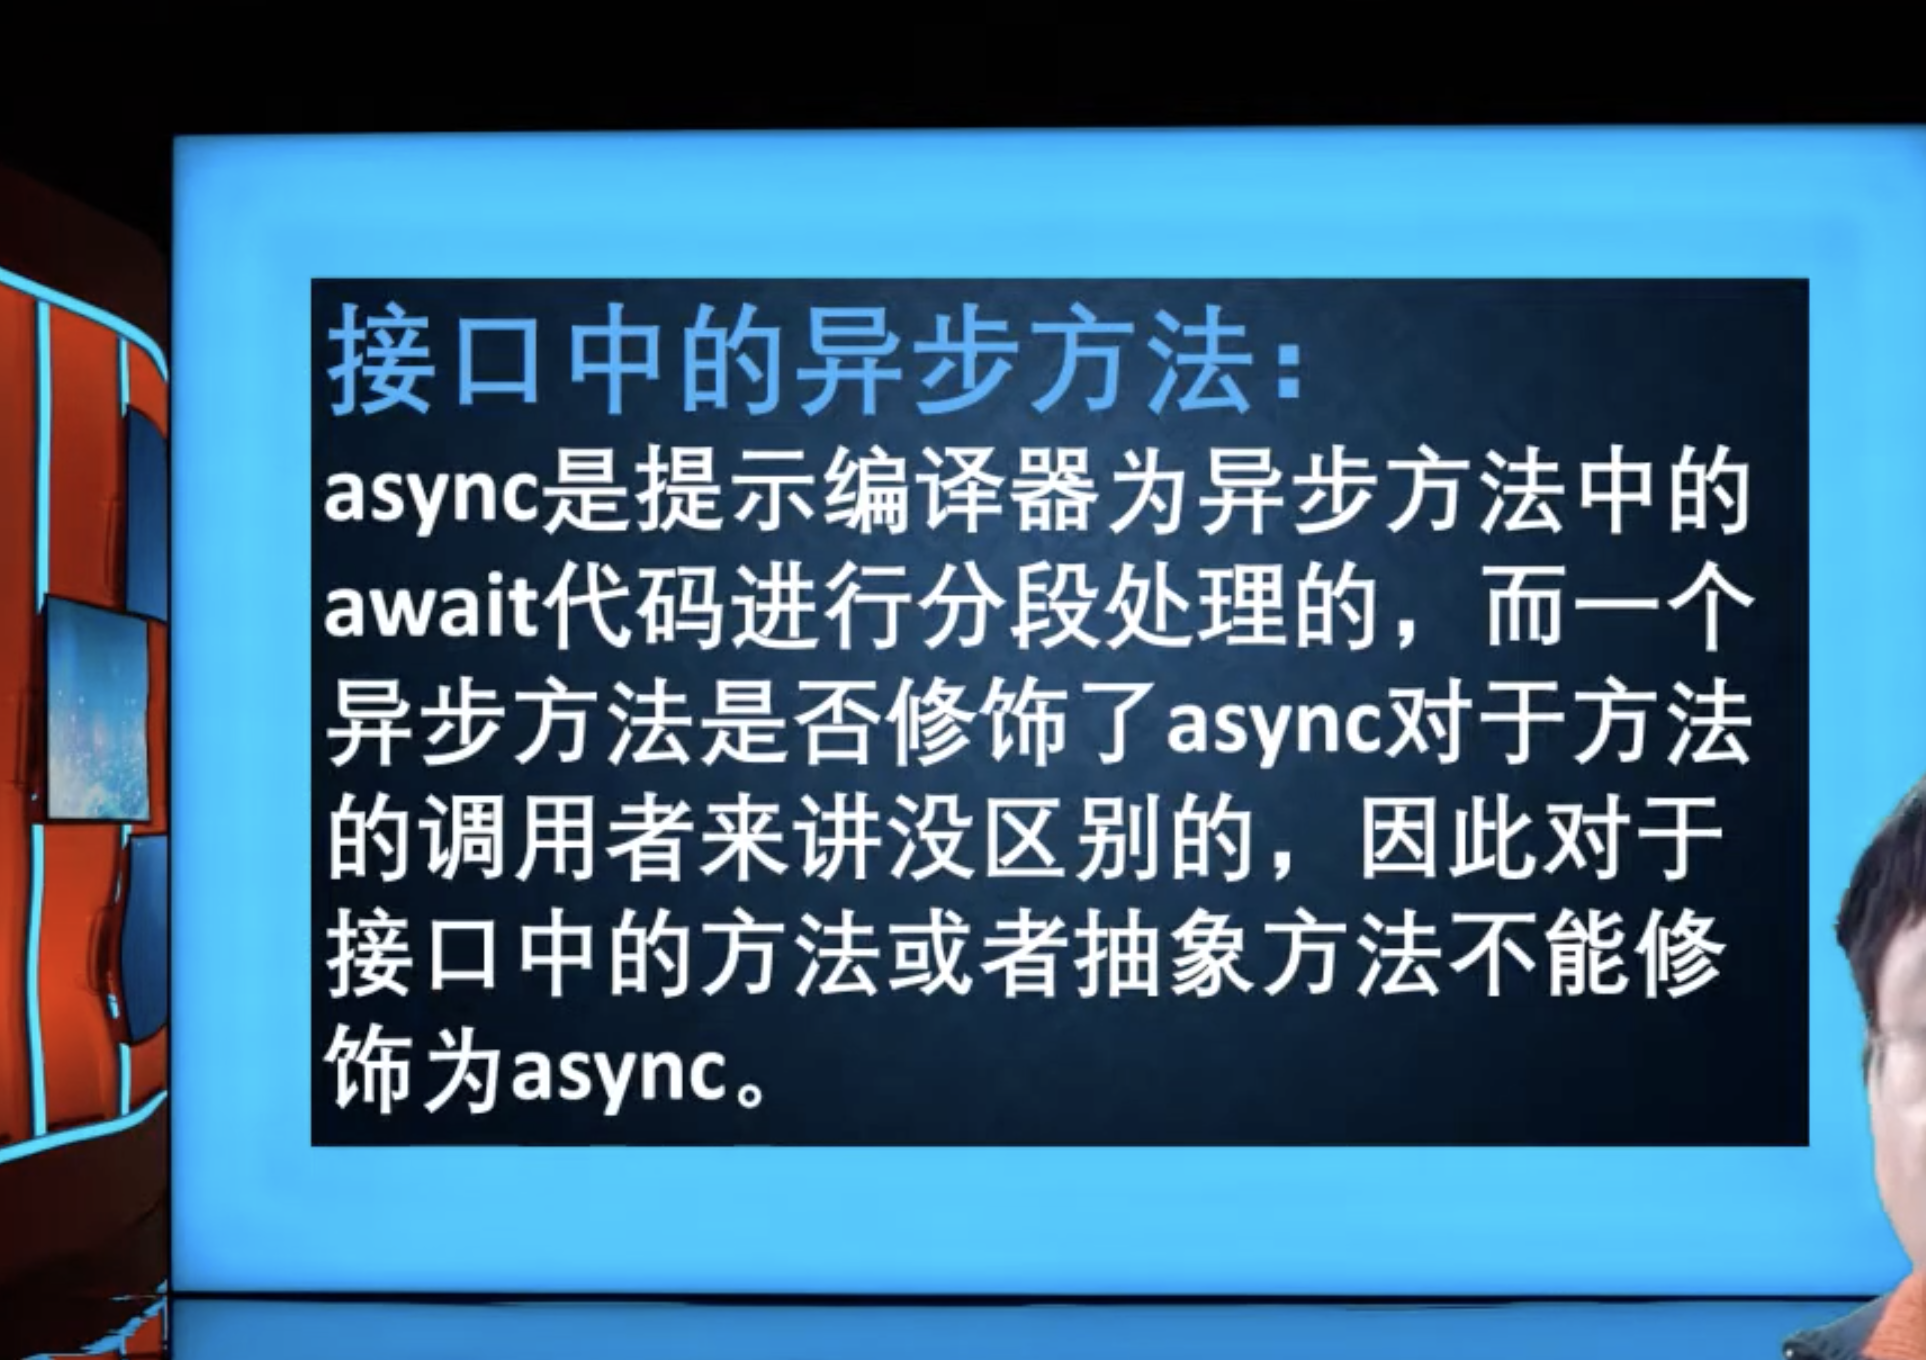 接口中的异步方法：
async是提示编译器为异步方法中的
await代码进行分段处理的，而一个
异步方法是否修饰了async对于方法
的调用者来讲没区别的，因此对于
接口中的方法或者抽象方法不能修
饰为async。